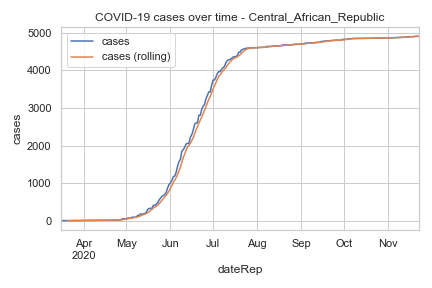 COVID-19 cases over time - Central_African_Republic
cases
cases (rolling)
5000
4000
3000
2000
1000
0
cases
Apr May Jun Jul Aug Sep Oct Nov
2020
dateRep